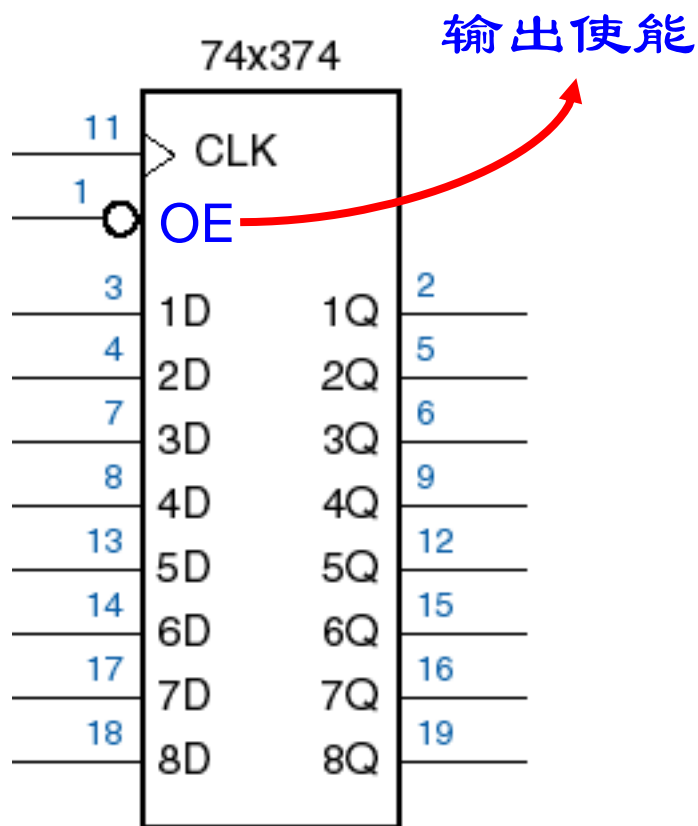 输出使能
74x374
11 CLK
1 OE
3 1D 1Q 2
4 2D 2Q 5
7 3D 3Q 6
8 4D 4Q 9
13 5D 5Q 12
14 6D 6Q 15
17 7D 7Q 16
18 8D 8Q 19